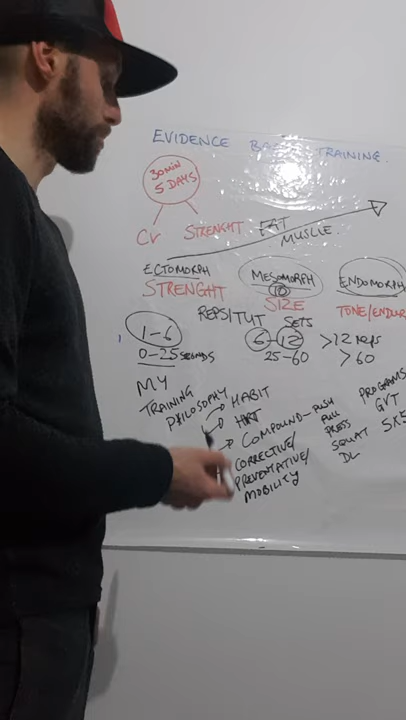 EVIDENCE BA TRAINING
30MIN
5 DAYS
CV STRENGHT FAT
MUSCLE
ECTOMORPH MESOMORPH ENDOMORPH
10
STRENGHT SIZE TONE/ENDUR
REPS/TUT SETS
1-6 6-12 >12 reps
0-25 SECONDS 25-60 >60
MY
TRAINING
PHILOSOPHY
HABIT
COMPOUND - PUSH
PULL
PRESS
SQUAT
DL
CORRECTIVE/
PREVENTATIVE/
MOBILITY
PROGRAMS
GVT
5X5